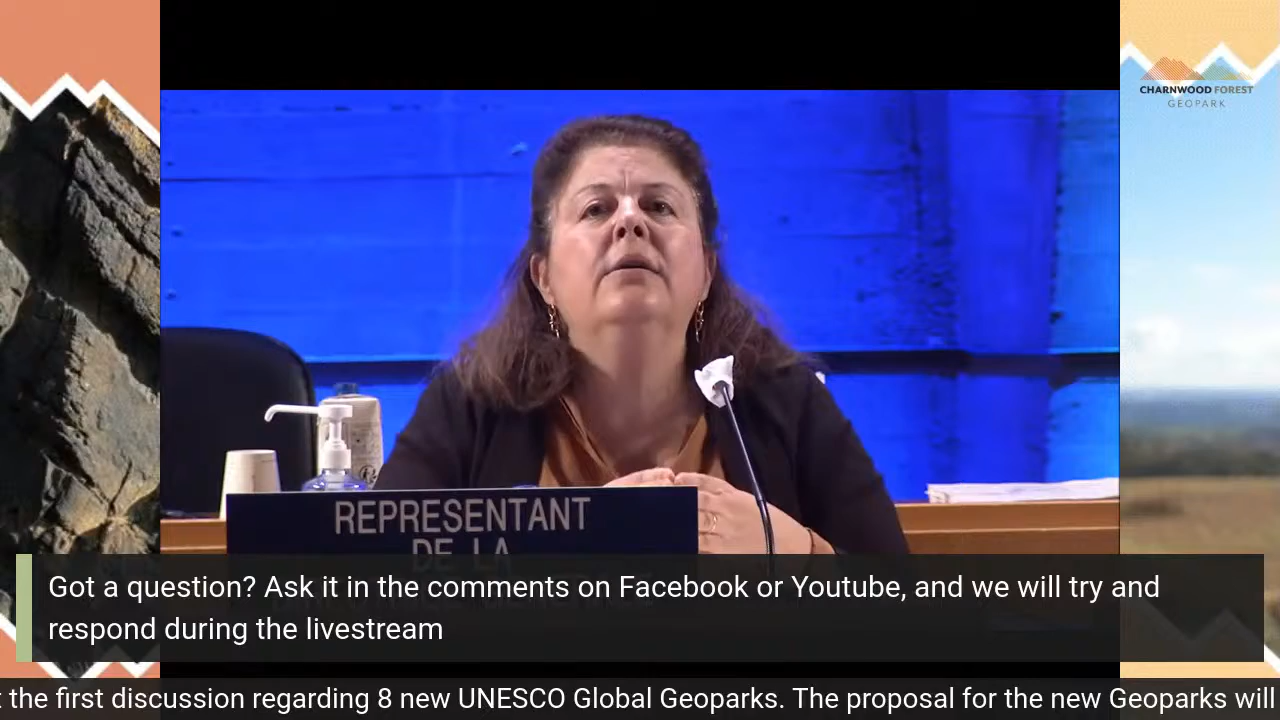 CHARNWOOD FOREST
GEOPARK
REPRESENTANT
DE LA
Got a question? Ask it in the comments on Facebook or Youtube, and we will try and
respond during the livestream
the first discussion regarding 8 new UNESCO Global Geoparks. The proposal for the new Geoparks will